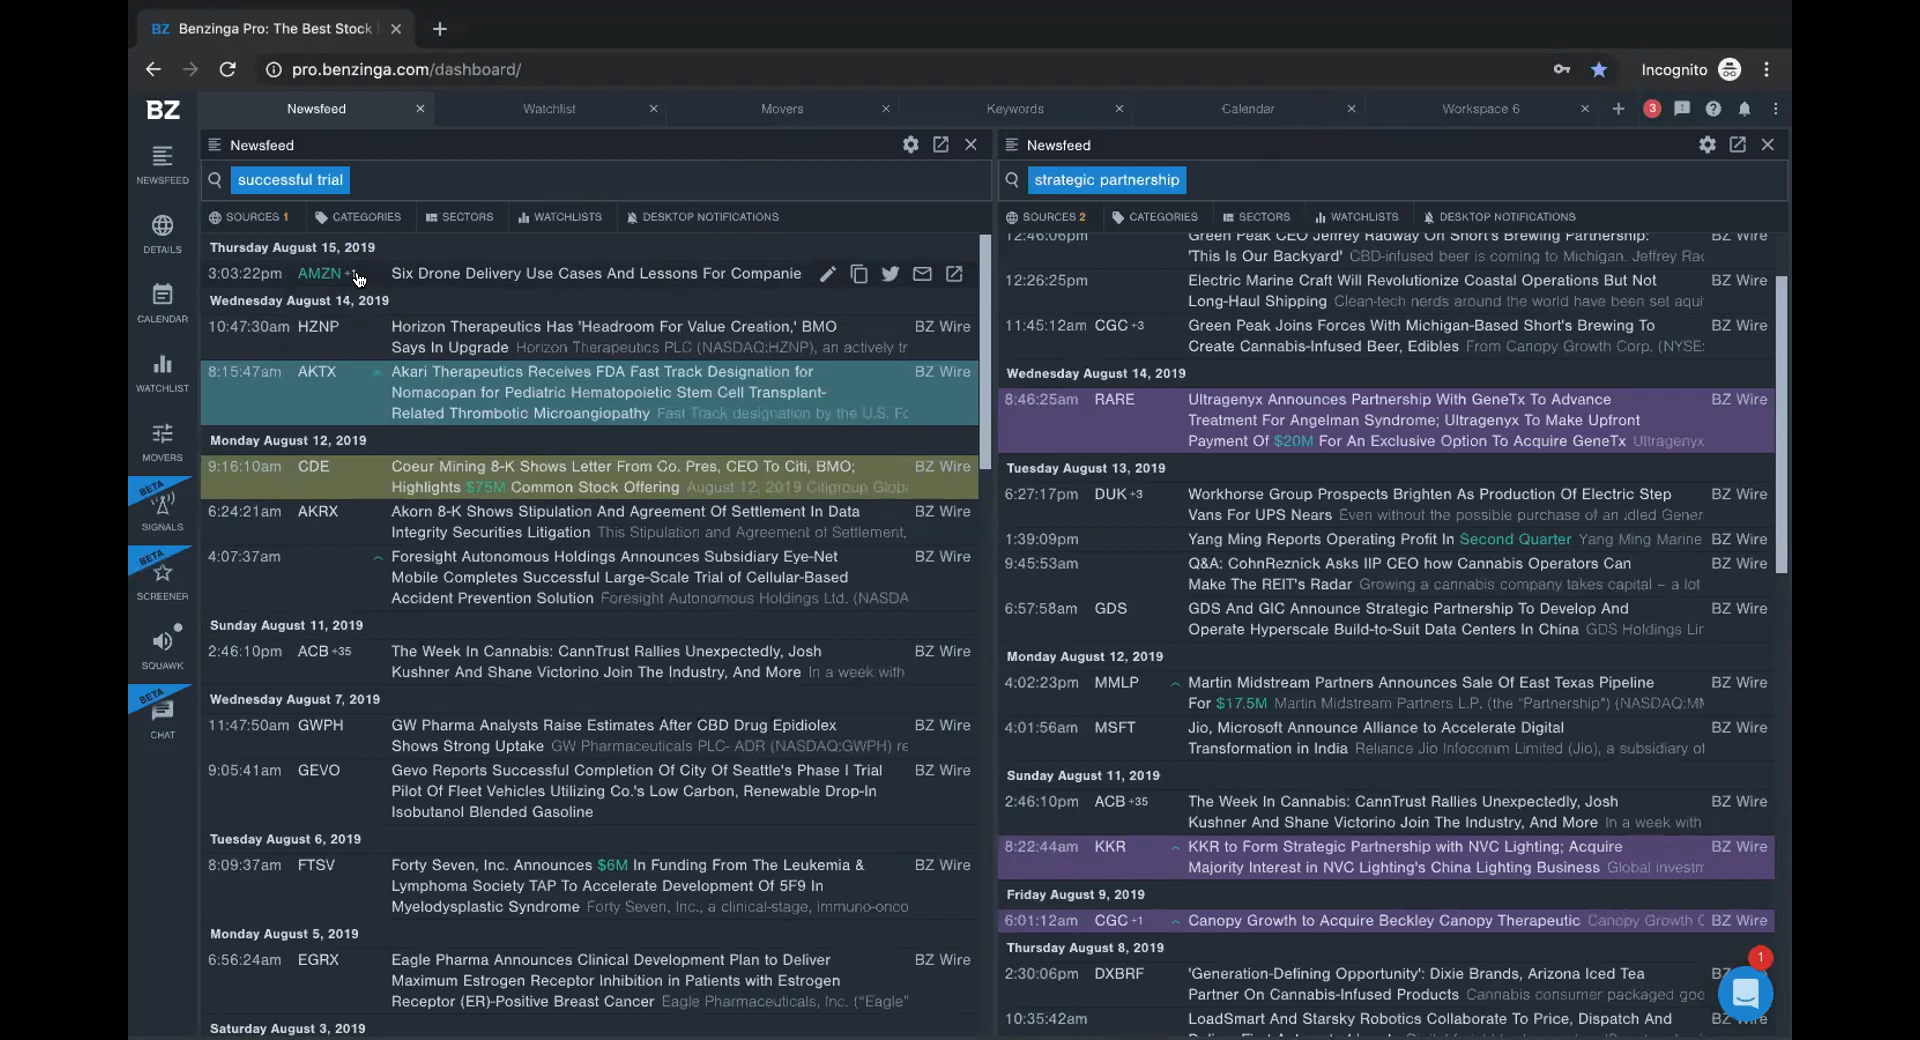 BZ Benzinga Pro: The Best Stock
pro.benzinga.com/dashboard/
Incognito
BZ
Newsfeed
Watchlist
Movers
Keywords
Calendar
Workspace 6
3
NEWSFEED
DETAILS
CALENDAR
WATCHLIST
MOVERS
BETA
SIGNALS
BETA
SCREENER
SQUAWK
BETA
CHAT
Newsfeed
successful trial
SOURCES 1 CATEGORIES SECTORS WATCHLISTS DESKTOP NOTIFICATIONS
Thursday August 15, 2019
3:03:22pm AMZN Six Drone Delivery Use Cases And Lessons For Companie
Wednesday August 14, 2019
10:47:30am HZNP Horizon Therapeutics Has 'Headroom For Value Creation,' BMO BZ Wire
Says In Upgrade Horizon Therapeutics PLC (NASDAQ:HZNP), an actively tr
8:15:47am AKTX Akari Therapeutics Receives FDA Fast Track Designation for BZ Wire
Nomacopan for Pediatric Hematopoietic Stem Cell Transplant-
Related Thrombotic Microangiopathy Fast Track designation by the U.S. Fo
Monday August 12, 2019
9:16:10am CDE Coeur Mining 8-K Shows Letter From Co. Pres, CEO To Citi, BMO; BZ Wire
Highlights $75M Common Stock Offering August 12, 2019 Citigroup Globa
6:24:21am AKRX Akorn 8-K Shows Stipulation And Agreement Of Settlement In Data BZ Wire
Integrity Securities Litigation This Stipulation and Agreement of Settlement,
4:07:37am Foresight Autonomous Holdings Announces Subsidiary Eye-Net BZ Wire
Mobile Completes Successful Large-Scale Trial of Cellular-Based
Accident Prevention Solution Foresight Autonomous Holdings Ltd. (NASDA
Sunday August 11, 2019
2:46:10pm ACB +35 The Week In Cannabis: CannTrust Rallies Unexpectedly, Josh BZ Wire
Kushner And Shane Victorino Join The Industry, And More In a week with
Wednesday August 7, 2019
11:47:50am GWPH GW Pharma Analysts Raise Estimates After CBD Drug Epidiolex BZ Wire
Shows Strong Uptake GW Pharmaceuticals PLC- ADR (NASDAQ:GWPH) re
9:05:41am GEVO Gevo Reports Successful Completion Of City Of Seattle's Phase I Trial BZ Wire
Pilot Of Fleet Vehicles Utilizing Co.'s Low Carbon, Renewable Drop-In
Isobutanol Blended Gasoline
Tuesday August 6, 2019
8:09:37am FTSV Forty Seven, Inc. Announces $6M In Funding From The Leukemia & BZ Wire
Lymphoma Society TAP To Accelerate Development Of 5F9 In
Myelodysplastic Syndrome Forty Seven, Inc., a clinical-stage, immuno-onco
Monday August 5, 2019
6:56:24am EGRX Eagle Pharma Announces Clinical Development Plan to Deliver BZ Wire
Maximum Estrogen Receptor Inhibition in Patients with Estrogen
Receptor (ER)-Positive Breast Cancer Eagle Pharmaceuticals, Inc. ("Eagle"
Saturday August 3, 2019
Newsfeed
strategic partnership
SOURCES 2 CATEGORIES SECTORS WATCHLISTS DESKTOP NOTIFICATIONS
12:46:06pm Green Peak CEO Jeffrey Radway On Short's Brewing Partnership: BZ Wire
'This Is Our Backyard' CBD-infused beer is coming to Michigan. Jeffrey Rad
12:26:25pm Electric Marine Craft Will Revolutionize Coastal Operations But Not BZ Wire
Long-Haul Shipping Clean-tech nerds around the world have been set aqui
11:45:12am CGC +3 Green Peak Joins Forces With Michigan-Based Short's Brewing To BZ Wire
Create Cannabis-Infused Beer, Edibles From Canopy Growth Corp. (NYSE:
Wednesday August 14, 2019
8:46:25am RARE Ultragenyx Announces Partnership With GeneTx To Advance BZ Wire
Treatment For Angelman Syndrome; Ultragenyx To Make Upfront
Payment Of $20M For An Exclusive Option To Acquire GeneTx Ultragenyx
Tuesday August 13, 2019
6:27:17pm DUK +3 Workhorse Group Prospects Brighten As Production Of Electric Step BZ Wire
Vans For UPS Nears Even without the possible purchase of an idled Gener
1:39:09pm Yang Ming Reports Operating Profit In Second Quarter Yang Ming Marine BZ Wire
9:45:53am Q&A: CohnReznick Asks IIP CEO how Cannabis Operators Can BZ Wire
Make The REIT's Radar Growing a cannabis company takes capital – a lot
6:57:58am GDS GDS And GIC Announce Strategic Partnership To Develop And BZ Wire
Operate Hyperscale Build-to-Suit Data Centers In China GDS Holdings Lir
Monday August 12, 2019
4:02:23pm MMLP Martin Midstream Partners Announces Sale Of East Texas Pipeline BZ Wire
For $17.5M Martin Midstream Partners L.P. (the "Partnership") (NASDAQ:MM
4:01:56am MSFT Jio, Microsoft Announce Alliance to Accelerate Digital BZ Wire
Transformation in India Reliance Jio Infocomm Limited (Jio), a subsidiary of
Sunday August 11, 2019
2:46:10pm ACB +35 The Week In Cannabis: CannTrust Rallies Unexpectedly, Josh BZ Wire
Kushner And Shane Victorino Join The Industry, And More In a week with
8:22:44am KKR KKR to Form Strategic Partnership with NVC Lighting; Acquire BZ Wire
Majority Interest in NVC Lighting's China Lighting Business Global investm
Friday August 9, 2019
6:01:12am CGC +1 Canopy Growth to Acquire Beckley Canopy Therapeutic Canopy Growth C BZ Wire
Thursday August 8, 2019
2:30:06pm DXBRF 'Generation-Defining Opportunity': Dixie Brands, Arizona Iced Tea
Partner On Cannabis-Infused Products Cannabis consumer packaged goo
10:35:42am LoadSmart And Starsky Robotics Collaborate To Price, Dispatch And
1